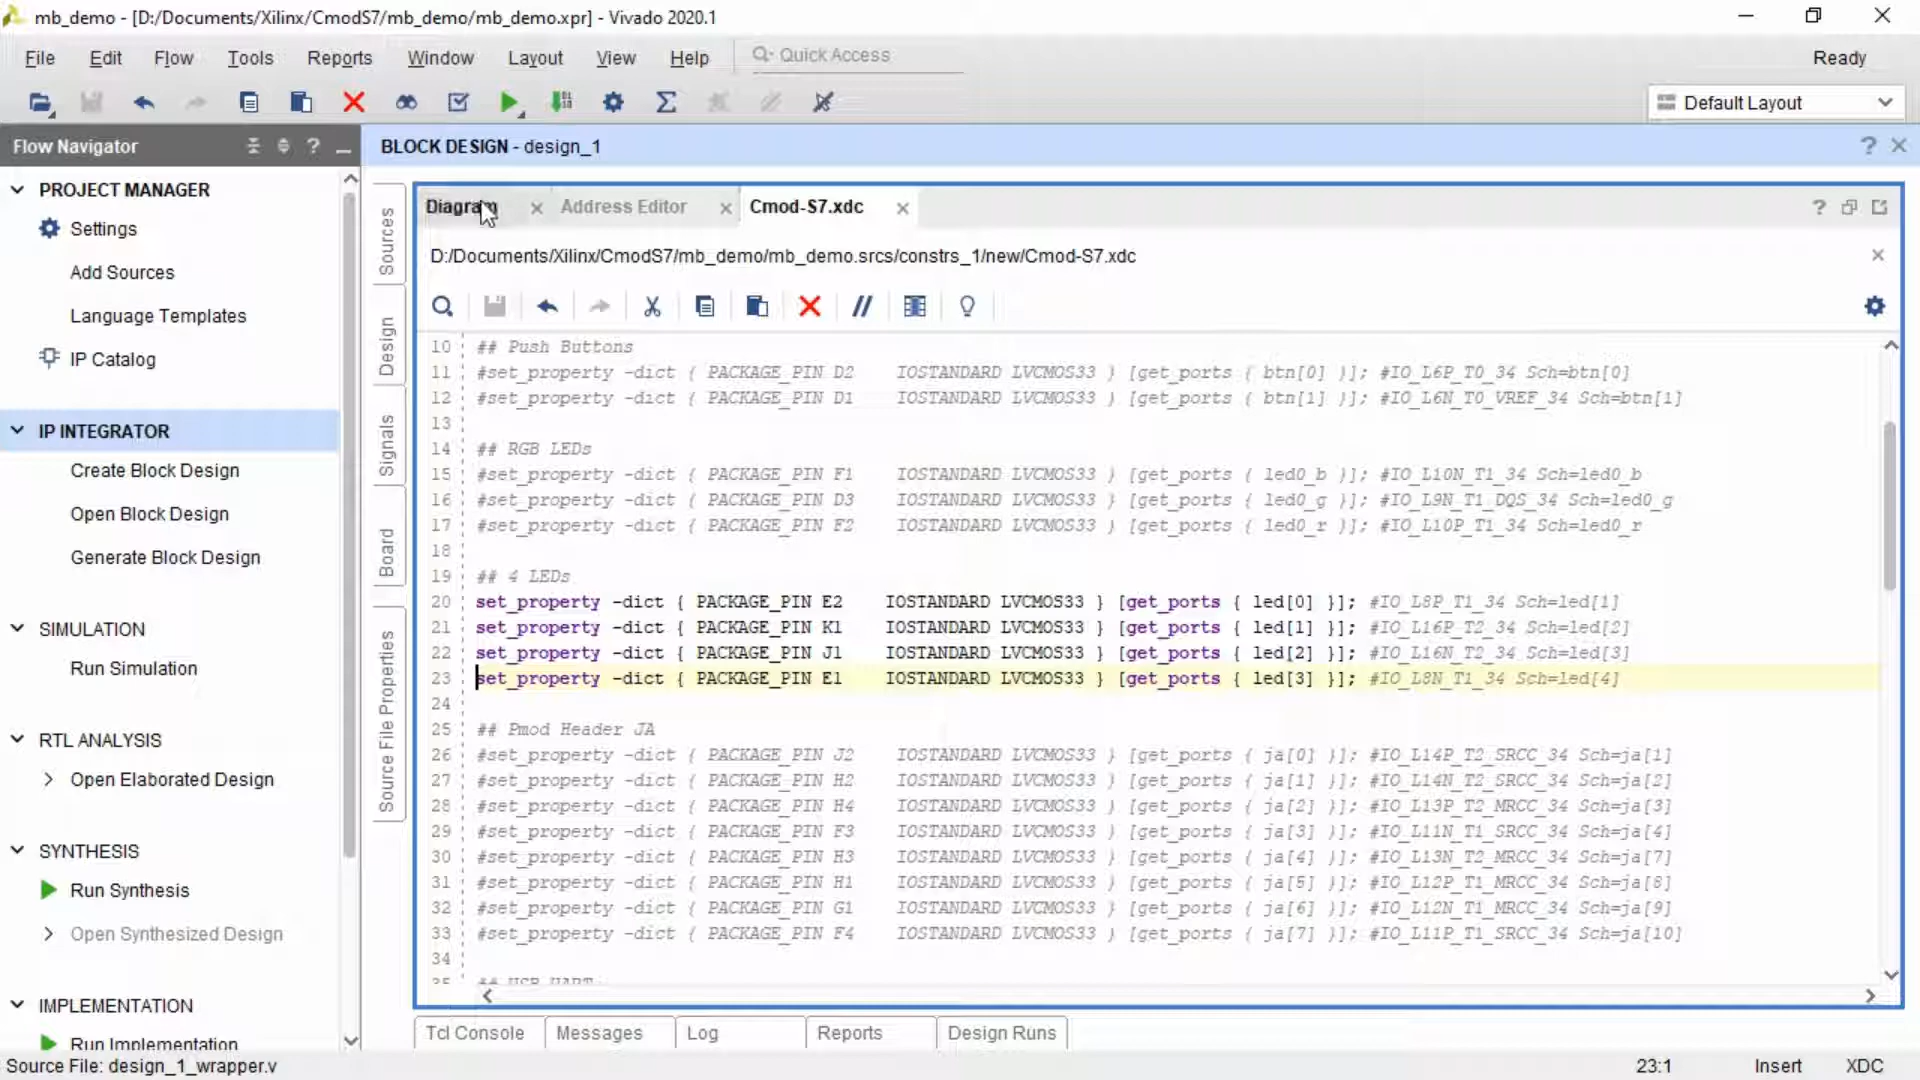 mb_demo - [D:/Documents/Xilinx/CmodS7/mb_demo/mb_demo.xpr] - Vivado 2020.1
File Edit Flow Tools Reports Window Layout View Help Quick Access Ready
Default Layout
Flow Navigator
BLOCK DESIGN - design_1
PROJECT MANAGER
Settings
Add Sources
Language Templates
IP Catalog
IP INTEGRATOR
Create Block Design
Open Block Design
Generate Block Design
SIMULATION
Run Simulation
RTL ANALYSIS
Open Elaborated Design
SYNTHESIS
Run Synthesis
Open Synthesized Design
IMPLEMENTATION
Run Implementation
Sources
Design
Signals
Board
Source File Properties
Diagram Address Editor Cmod-S7.xdc
D:/Documents/Xilinx/CmodS7/mb_demo/mb_demo.srcs/constrs_1/new/Cmod-S7.xdc
10 ## Push Buttons
11 #set_property -dict { PACKAGE_PIN D2 IOSTANDARD LVCMOS33 } [get_ports { btn[0] }]; #IO_L6P_T0_34 Sch=btn[0]
12 #set_property -dict { PACKAGE_PIN D1 IOSTANDARD LVCMOS33 } [get_ports { btn[1] }]; #IO_L6N_T0_VREF_34 Sch=btn[1]
13
14 ## RGB LEDs
15 #set_property -dict { PACKAGE_PIN F1 IOSTANDARD LVCMOS33 } [get_ports { led0_b }]; #IO_L10N_T1_34 Sch=led0_b
16 #set_property -dict { PACKAGE_PIN D3 IOSTANDARD LVCMOS33 } [get_ports { led0_g }]; #IO_L9N_T1_DQS_34 Sch=led0_g
17 #set_property -dict { PACKAGE_PIN F2 IOSTANDARD LVCMOS33 } [get_ports { led0_r }]; #IO_L10P_T1_34 Sch=led0_r
18
19 ## 4 LEDs
20 set_property -dict { PACKAGE_PIN E2 IOSTANDARD LVCMOS33 } [get_ports { led[0] }]; #IO_L8P_T1_34 Sch=led[1]
21 set_property -dict { PACKAGE_PIN K1 IOSTANDARD LVCMOS33 } [get_ports { led[1] }]; #IO_L16P_T2_34 Sch=led[2]
22 set_property -dict { PACKAGE_PIN J1 IOSTANDARD LVCMOS33 } [get_ports { led[2] }]; #IO_L16N_T2_34 Sch=led[3]
23 set_property -dict { PACKAGE_PIN E1 IOSTANDARD LVCMOS33 } [get_ports { led[3] }]; #IO_L8N_T1_34 Sch=led[4]
24
25 ## Pmod Header JA
26 #set_property -dict { PACKAGE_PIN J2 IOSTANDARD LVCMOS33 } [get_ports { ja[0] }]; #IO_L14P_T2_SRCC_34 Sch=ja[1]
27 #set_property -dict { PACKAGE_PIN H2 IOSTANDARD LVCMOS33 } [get_ports { ja[1] }]; #IO_L14N_T2_SRCC_34 Sch=ja[2]
28 #set_property -dict { PACKAGE_PIN H4 IOSTANDARD LVCMOS33 } [get_ports { ja[2] }]; #IO_L13P_T2_MRCC_34 Sch=ja[3]
29 #set_property -dict { PACKAGE_PIN F3 IOSTANDARD LVCMOS33 } [get_ports { ja[3] }]; #IO_L11N_T1_SRCC_34 Sch=ja[4]
30 #set_property -dict { PACKAGE_PIN H3 IOSTANDARD LVCMOS33 } [get_ports { ja[4] }]; #IO_L13N_T2_MRCC_34 Sch=ja[7]
31 #set_property -dict { PACKAGE_PIN H1 IOSTANDARD LVCMOS33 } [get_ports { ja[5] }]; #IO_L12P_T1_MRCC_34 Sch=ja[8]
32 #set_property -dict { PACKAGE_PIN G1 IOSTANDARD LVCMOS33 } [get_ports { ja[6] }]; #IO_L12N_T1_MRCC_34 Sch=ja[9]
33 #set_property -dict { PACKAGE_PIN F4 IOSTANDARD LVCMOS33 } [get_ports { ja[7] }]; #IO_L11P_T1_SRCC_34 Sch=ja[10]
34
35 ## USB UART
Tcl Console Messages Log Reports Design Runs
Source File: design_1_wrapper.v 23:1 Insert XDC